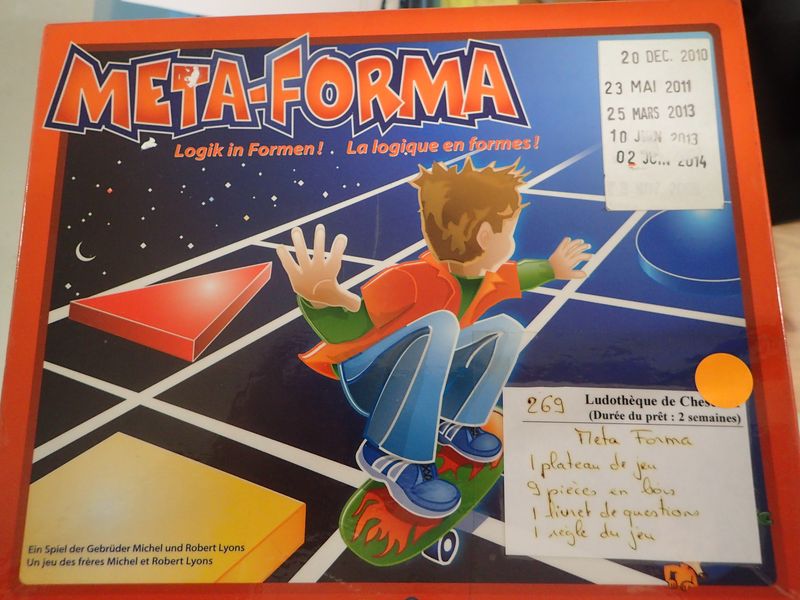 META-FORMA
Logik in Formen! La logique en formes!
20 DEC. 2010
23 MAI 2011
25 MARS 2013
10 JUIN 2013
02 JUIN 2014
269 Ludothèque de
(Durée du prêt : 2 semaines)
Meta Forma
1 plateau de jeu
9 pièces en bois
1 livret de questions
1 règle du jeu
Ein Spiel der Gebrüder Michel und Robert Lyons
Un jeu des frères Michel et Robert Lyons